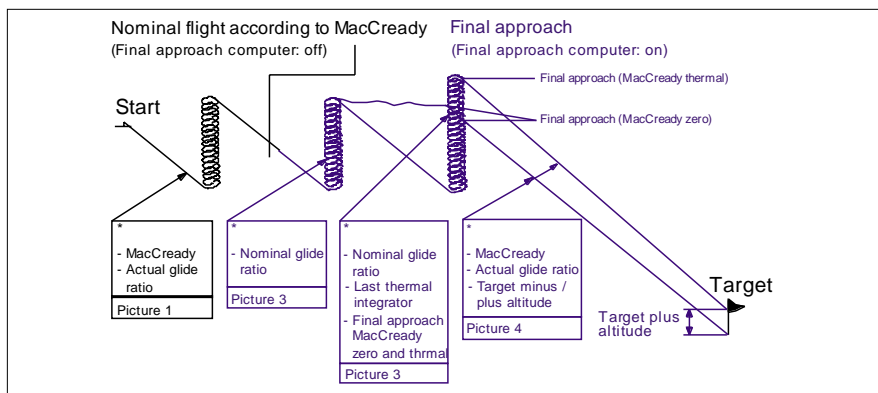 Nominal flight according to MacCready
(Final approach computer: off)
Final approach
(Final approach computer: on)
Final approach (MacCready thermal)
Start
Final approach (MacCready zero)
*
- MacCready
- Actual glide
ratio
Picture 1
*
- Nominal glide
ratio
Picture 3
*
- Nominal glide
ratio
- Last thermal
integrator
- Final approach
MacCready
zero and thrmal
Picture 3
*
- MacCready
- Actual glide ratio
- Target minus /
plus altitude
Picture 4
Target
Target plus
altitude